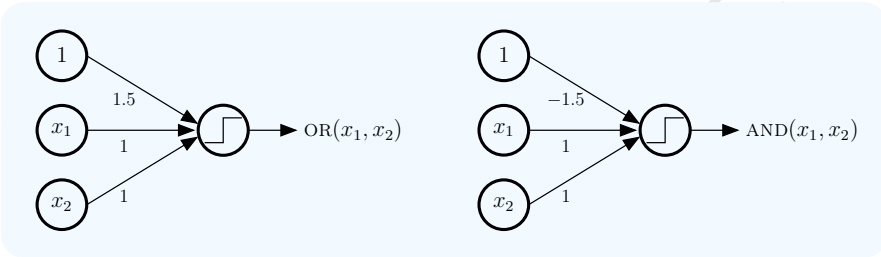 1
1.5
x₁
1
OR(x₁, x₂)
x₂
1
1
−1.5
x₁
1
AND(x₁, x₂)
x₂
1